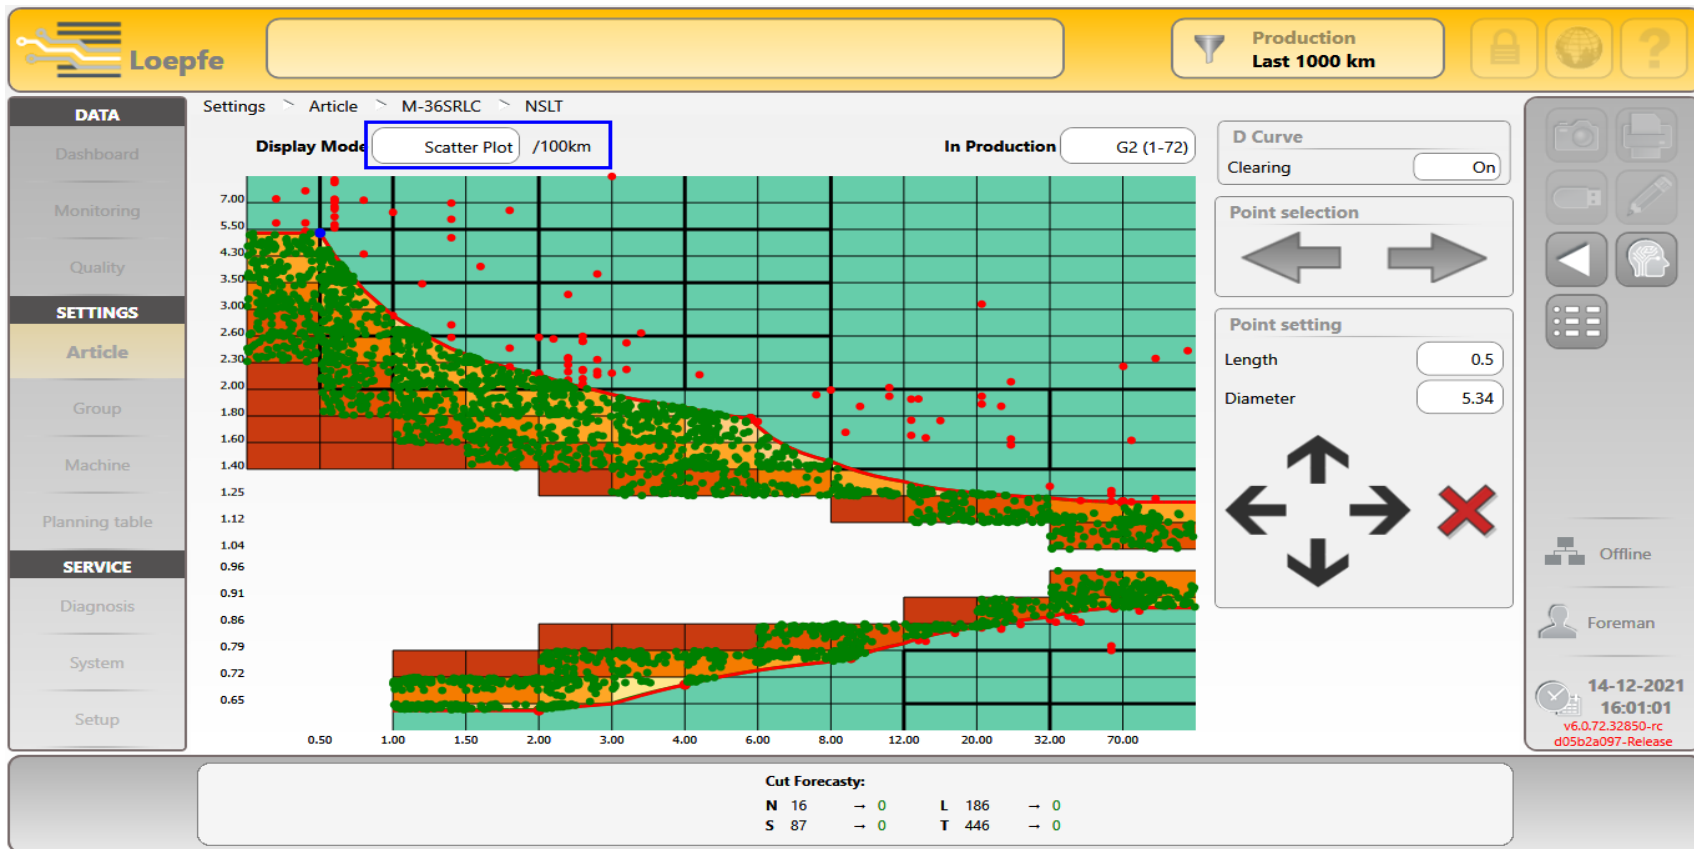 Loepfe
Production
Last 1000 km
?
DATA
Dashboard
Monitoring
Quality
SETTINGS
Article
Group
Machine
Planning table
SERVICE
Diagnosis
System
Setup
Settings > Article > M-36SRLC > NSLT
Display Mode Scatter Plot /100km
In Production G2 (1-72)
7.00
5.50
4.30
3.50
3.00
2.60
2.30
2.00
1.80
1.60
1.40
1.25
1.12
1.04
0.96
0.91
0.86
0.79
0.72
0.65
0.50 1.00 1.50 2.00 3.00 4.00 6.00 8.00 12.00 20.00 32.00 70.00
D Curve
Clearing On
Point selection
Point setting
Length 0.5
Diameter 5.34
Offline
Foreman
14-12-2021
16:01:01
v6.0.72.32850-rc
d05b2a097-Release
Cut Forecasty:
N 16 → 0 L 186 → 0
S 87 → 0 T 446 → 0